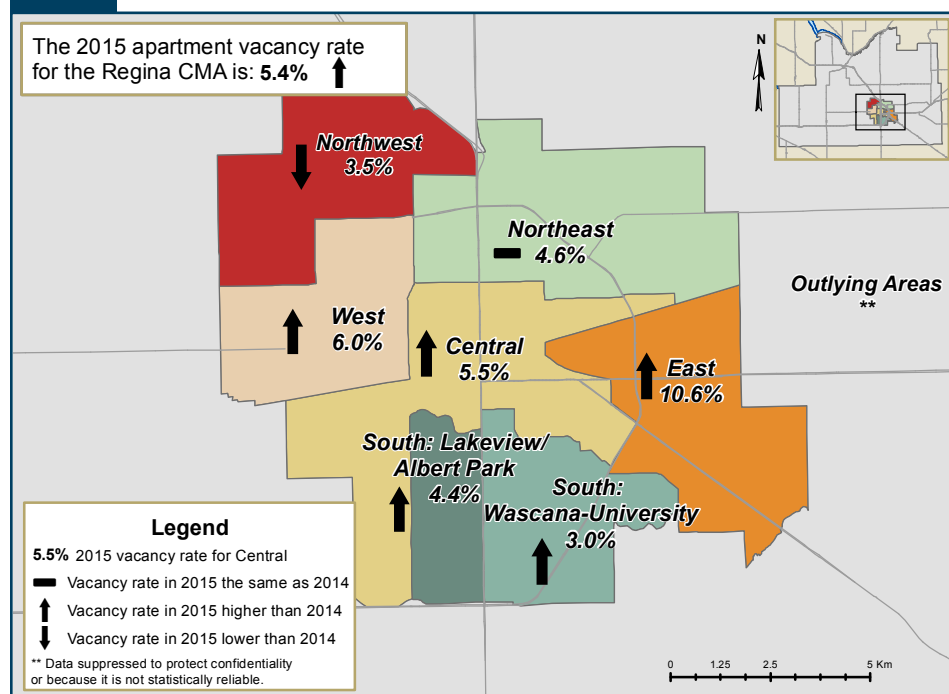 The 2015 apartment vacancy rate
for the Regina CMA is: 5.4%
N
Northwest
3.5%
Northeast
4.6%
Outlying Areas
**
West
6.0%
Central
5.5%
East
10.6%
South: Lakeview/
Albert Park
4.4%
South:
Wascana-University
3.0%
Legend
5.5% 2015 vacancy rate for Central
Vacancy rate in 2015 the same as 2014
Vacancy rate in 2015 higher than 2014
Vacancy rate in 2015 lower than 2014
** Data suppressed to protect confidentiality
or because it is not statistically reliable.
0 1.25 2.5 5 Km